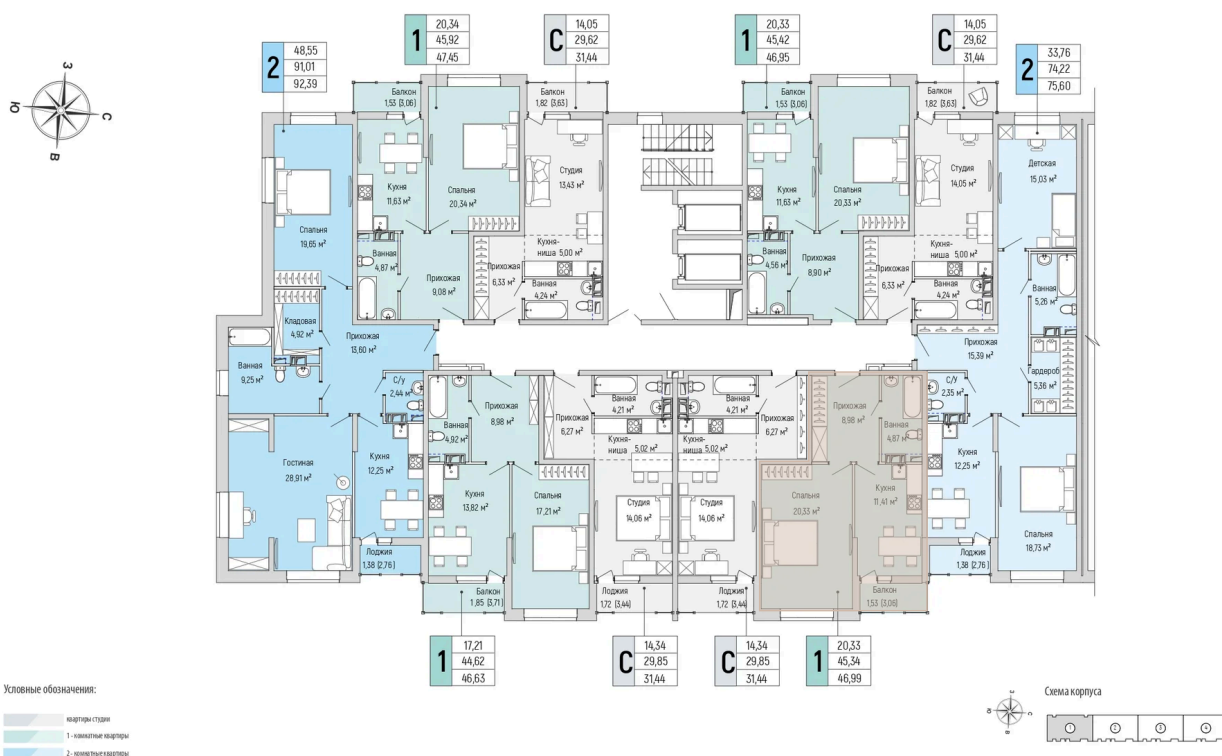 20,34
1
45,92
47,45
14,05
С
29,62
31,44
20,33
1
45,42
46,95
14,05
С
29,62
31,44
48,55
2
91,01
92,39
33,76
2
74,22
75,60
З
Ю
С
В
Балкон
1,53 (3,06)
Балкон
1,82 (3,63)
Балкон
1,53 (3,06)
Балкон
1,82 (3,63)
Спальня
19,65 м²
Кухня
11,63 м²
Спальня
20,34 м²
Студия
13,43 м²
Кухня
11,63 м²
Спальня
20,33 м²
Студия
14,05 м²
Детская
15,03 м²
Ванная
4,87 м²
Прихожая
9,08 м²
Прихожая
6,33 м²
Кухня-
ниша 5,00 м²
Ванная
4,24 м²
Ванная
4,56 м²
Прихожая
8,90 м²
Прихожая
6,33 м²
Кухня-
ниша 5,00 м²
Ванная
4,24 м²
Ванная
5,26 м²
Кладовая
4,92 м²
Прихожая
13,60 м²
Ванная
9,25 м²
С/у
2,44 м²
Прихожая
15,39 м²
Гардероб
5,36 м²
С/у
2,35 м²
Ванная
4,92 м²
Прихожая
8,98 м²
Прихожая
6,27 м²
Ванная
4,21 м²
Кухня-
ниша 5,02 м²
Ванная
4,21 м²
Кухня-
ниша 5,02 м²
Прихожая
6,27 м²
Прихожая
8,98 м²
Ванная
4,87 м²
Гостиная
28,91 м²
Кухня
12,25 м²
Кухня
13,82 м²
Спальня
17,21 м²
Студия
14,06 м²
Студия
14,06 м²
Спальня
20,33 м²
Кухня
11,41 м²
Кухня
12,25 м²
Спальня
18,73 м²
Лоджия
1,38 (2,76)
Балкон
1,85 (3,71)
Лоджия
1,72 (3,44)
Лоджия
1,72 (3,44)
Балкон
1,53 (3,06)
Лоджия
1,38 (2,76)
17,21
1
44,62
46,63
14,34
С
29,85
31,44
14,34
С
29,85
31,44
20,33
1
45,34
46,99
Условные обозначения:
квартиры студии
1 - комнатные квартиры
2 - комнатные квартиры
З
Ю
С
В
Схема корпуса
1
2
3
4